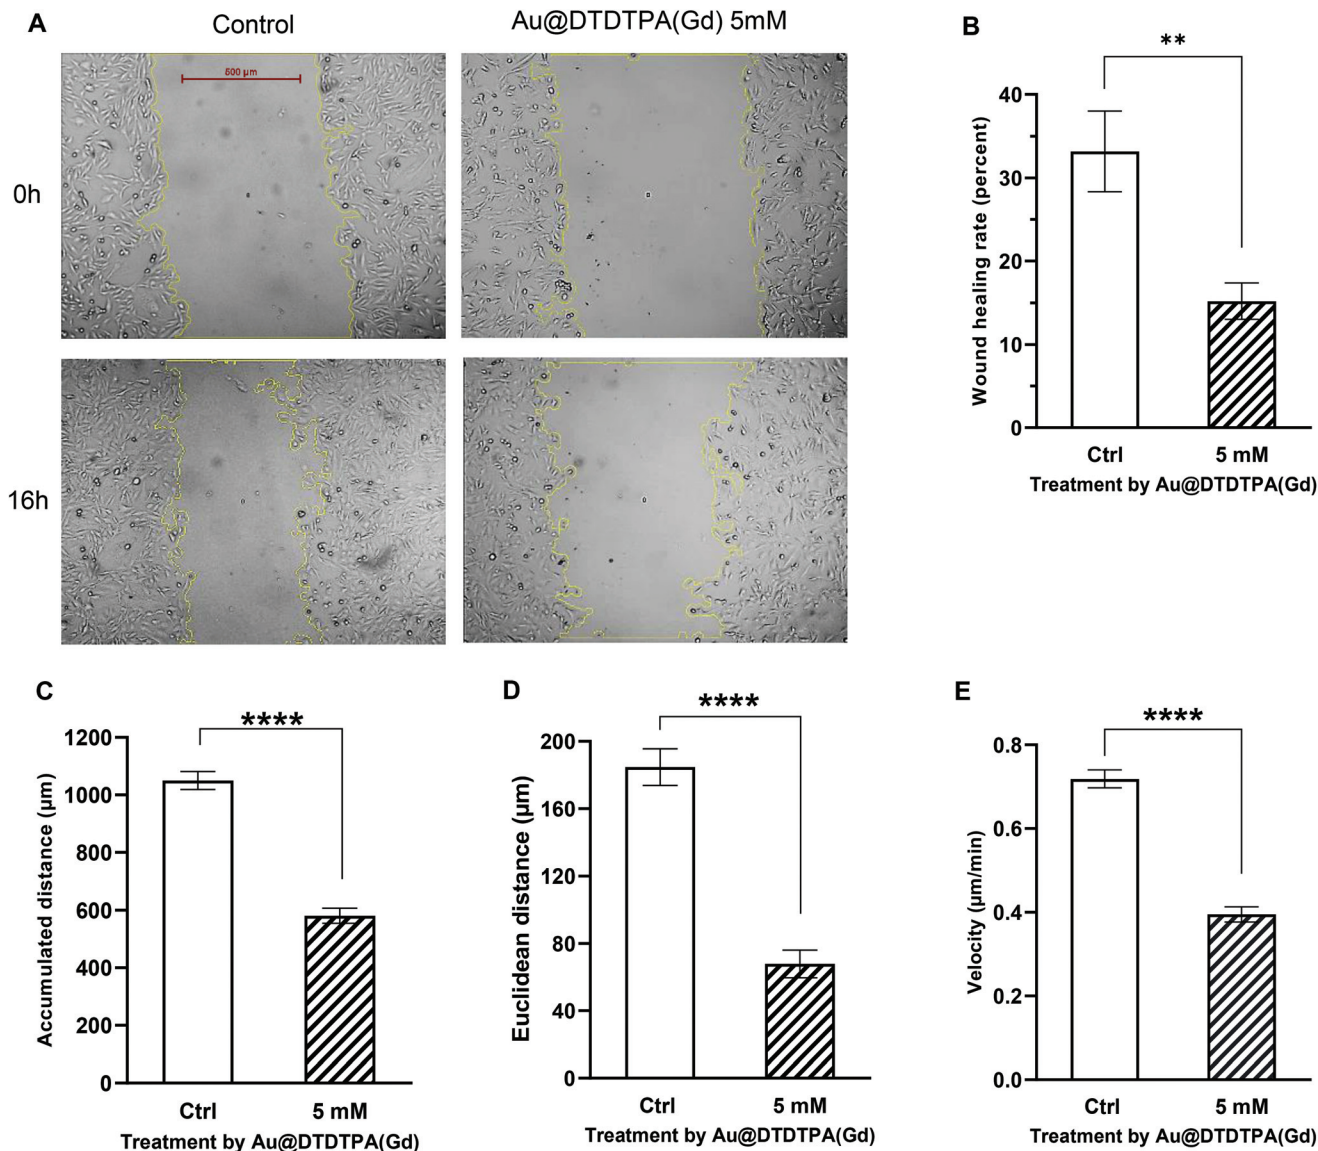 A
Control
Au@DTDTPA(Gd) 5mM
600 µm
0h
16h
B
**
Wound healing rate (percent)
40
30
20
10
0
Ctrl
5 mM
Treatment by Au@DTDTPA(Gd)
C
****
Accumulated distance (µm)
1200
1000
800
600
400
200
0
Ctrl
5 mM
Treatment by Au@DTDTPA(Gd)
D
****
Euclidean distance (µm)
200
160
120
80
40
0
Ctrl
5 mM
Treatment by Au@DTDTPA(Gd)
E
****
Velocity (µm/min)
0.8
0.6
0.4
0.2
0.0
Ctrl
5 mM
Treatment by Au@DTDTPA(Gd)